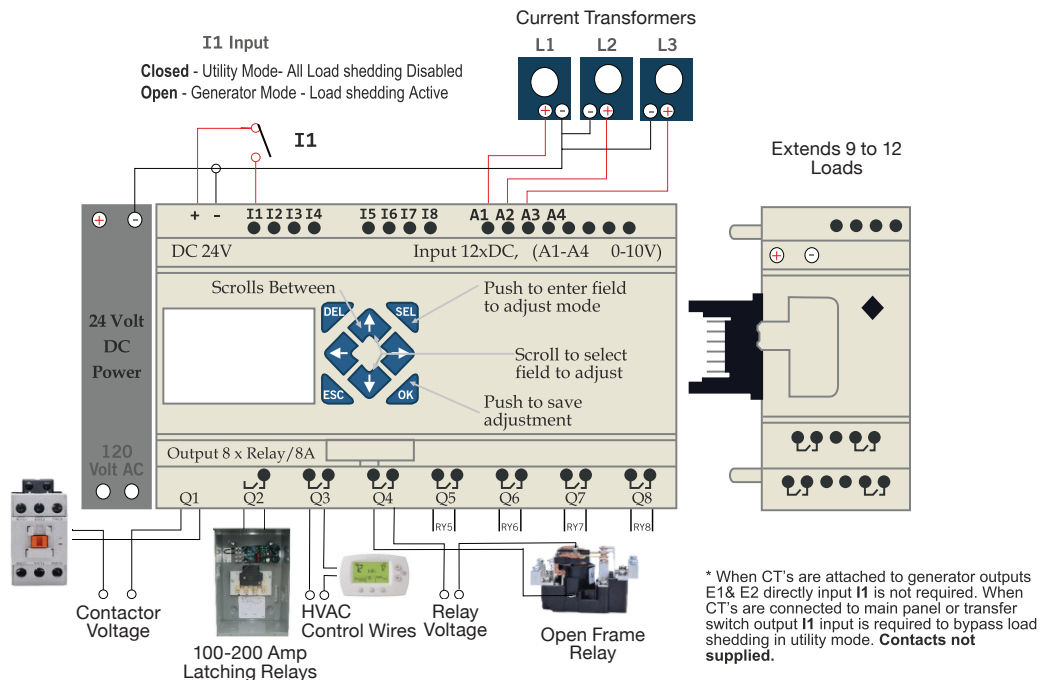 Current Transformers
L1 L2 L3
I1 Input
Closed - Utility Mode- All Load shedding Disabled
Open - Generator Mode - Load shedding Active
I1
Extends 9 to 12
Loads
+ -
+ - + - - + - +
I1 I2 I3 I4 I5 I6 I7 I8 A1 A2 A3 A4
DC 24V Input 12xDC, (A1-A4 0-10V)
+ -
24 Volt
DC
Power
120
Volt AC
Scrolls Between
DEL
SEL
ESC
OK
Push to enter field
to adjust mode
Scroll to select
field to adjust
Push to save
adjustment
Output 8 x Relay/8A
Q1 Q2 Q3 Q4 Q5 Q6 Q7 Q8
RY5 RY6 RY7 RY8
Contactor
Voltage
100-200 Amp
Latching Relays
HVAC
Control Wires
Relay
Voltage
Open Frame
Relay
* When CT's are attached to generator outputs
E1& E2 directly input I1 is not required. When
CT's are connected to main panel or transfer
switch output I1 input is required to bypass load
shedding in utility mode. Contacts not
supplied.